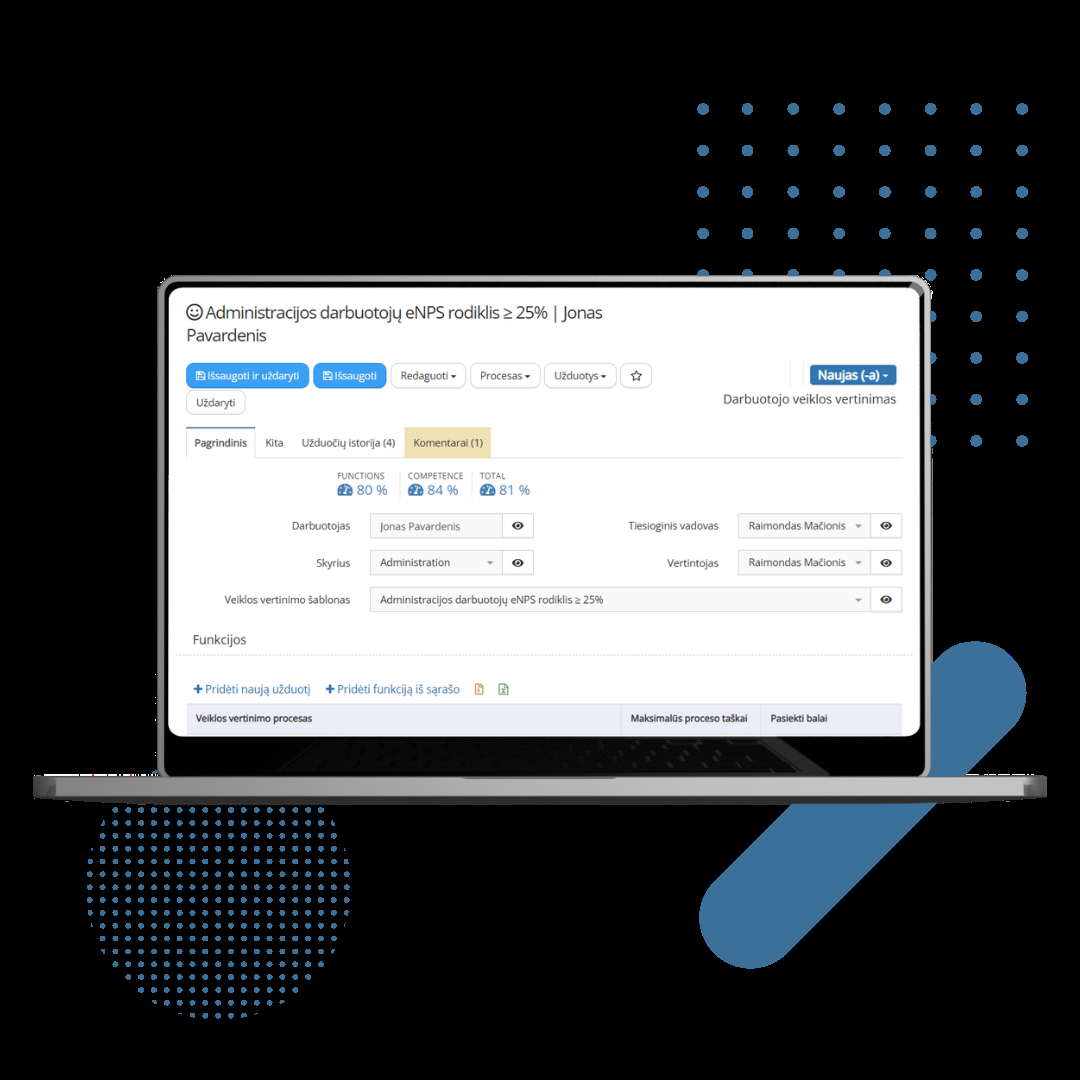 Administracijos darbuotojų eNPS rodiklis ≥ 25% | Jonas
Pavardenis
Išsaugoti ir uždaryti Išsaugoti Redaguoti Procesas Užduotys Naujas (-a)
Uždaryti
Darbuotojo veiklos vertinimas
Pagrindinis Kita Užduočių istorija (4) Komentarai (1)
FUNCTIONS COMPETENCE TOTAL
80 % 84 % 81 %
Darbuotojas Jonas Pavardenis Tiesioginis vadovas Raimondas Mačionis
Skyrius Administration Vertintojas Raimondas Mačionis
Veiklos vertinimo šablonas Administracijos darbuotojų eNPS rodiklis ≥ 25%
Funkcijos
+ Pridėti naują užduotį + Pridėti funkciją iš sąrašo
Veiklos vertinimo procesas Maksimalūs proceso taškai Pasiekti balai